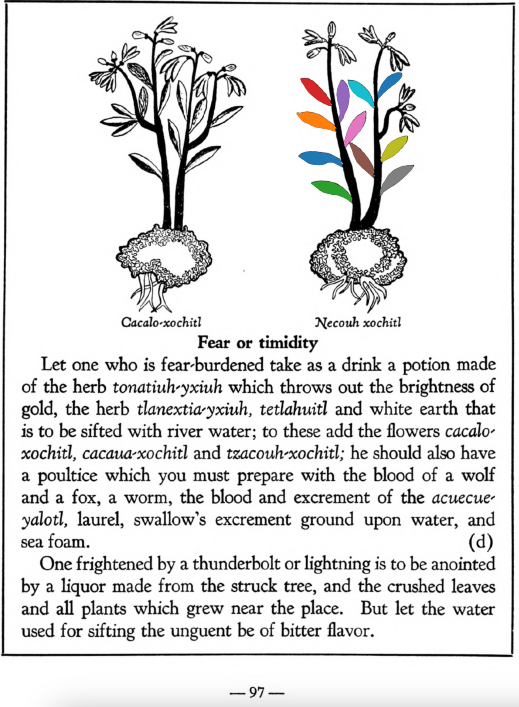 Cacalo-xochitl Necouh xochitl
Fear or timidity
Let one who is fear-burdened take as a drink a potion made
of the herb tonatiuh-yxiuh which throws out the brightness of
gold, the herb tlanextia-yxiuh, tetlahuitl and white earth that
is to be sifted with river water; to these add the flowers cacalo-
xochitl, cacaua-xochitl and tzacouh-xochitl; he should also have
a poultice which you must prepare with the blood of a wolf
and a fox, a worm, the blood and excrement of the acuecue-
yalotl, laurel, swallow's excrement ground upon water, and
sea foam. (d)
One frightened by a thunderbolt or lightning is to be anointed
by a liquor made from the struck tree, and the crushed leaves
and all plants which grew near the place. But let the water
used for sifting the unguent be of bitter flavor.
— 97 —